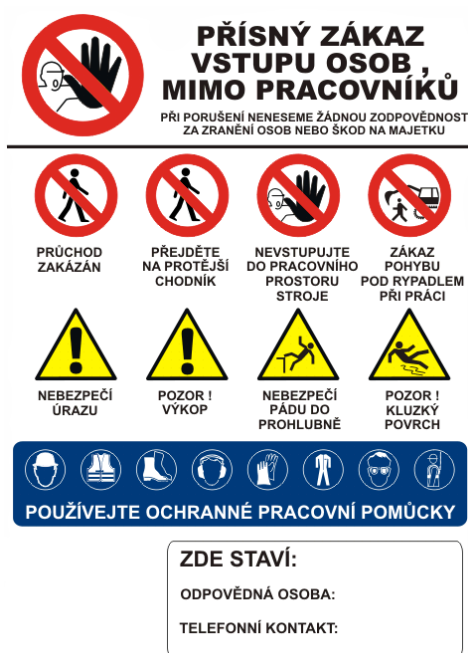 PŘÍSNÝ ZÁKAZ
VSTUPU OSOB ,
MIMO PRACOVNÍKŮ
PŘI PORUŠENÍ NENESEME ŽÁDNOU ZODPOVĚDNOST
ZA ZRANĚNÍ OSOB NEBO ŠKOD NA MAJETKU
PRŮCHOD
ZAKÁZÁN
PŘEJDĚTE
NA PROTĚJŠÍ
CHODNÍK
NEVSTUPUJTE
DO PRACOVNÍHO
PROSTORU
STROJE
ZÁKAZ
POHYBU
POD RYPADLEM
PŘI PRÁCI
NEBEZPEČÍ
ÚRAZU
POZOR !
VÝKOP
NEBEZPEČÍ
PÁDU DO
PROHLUBNĚ
POZOR !
KLUZKÝ
POVRCH
POUŽÍVEJTE OCHRANNÉ PRACOVNÍ POMŮCKY
ZDE STAVÍ:
ODPOVĚDNÁ OSOBA:
TELEFONNÍ KONTAKT: